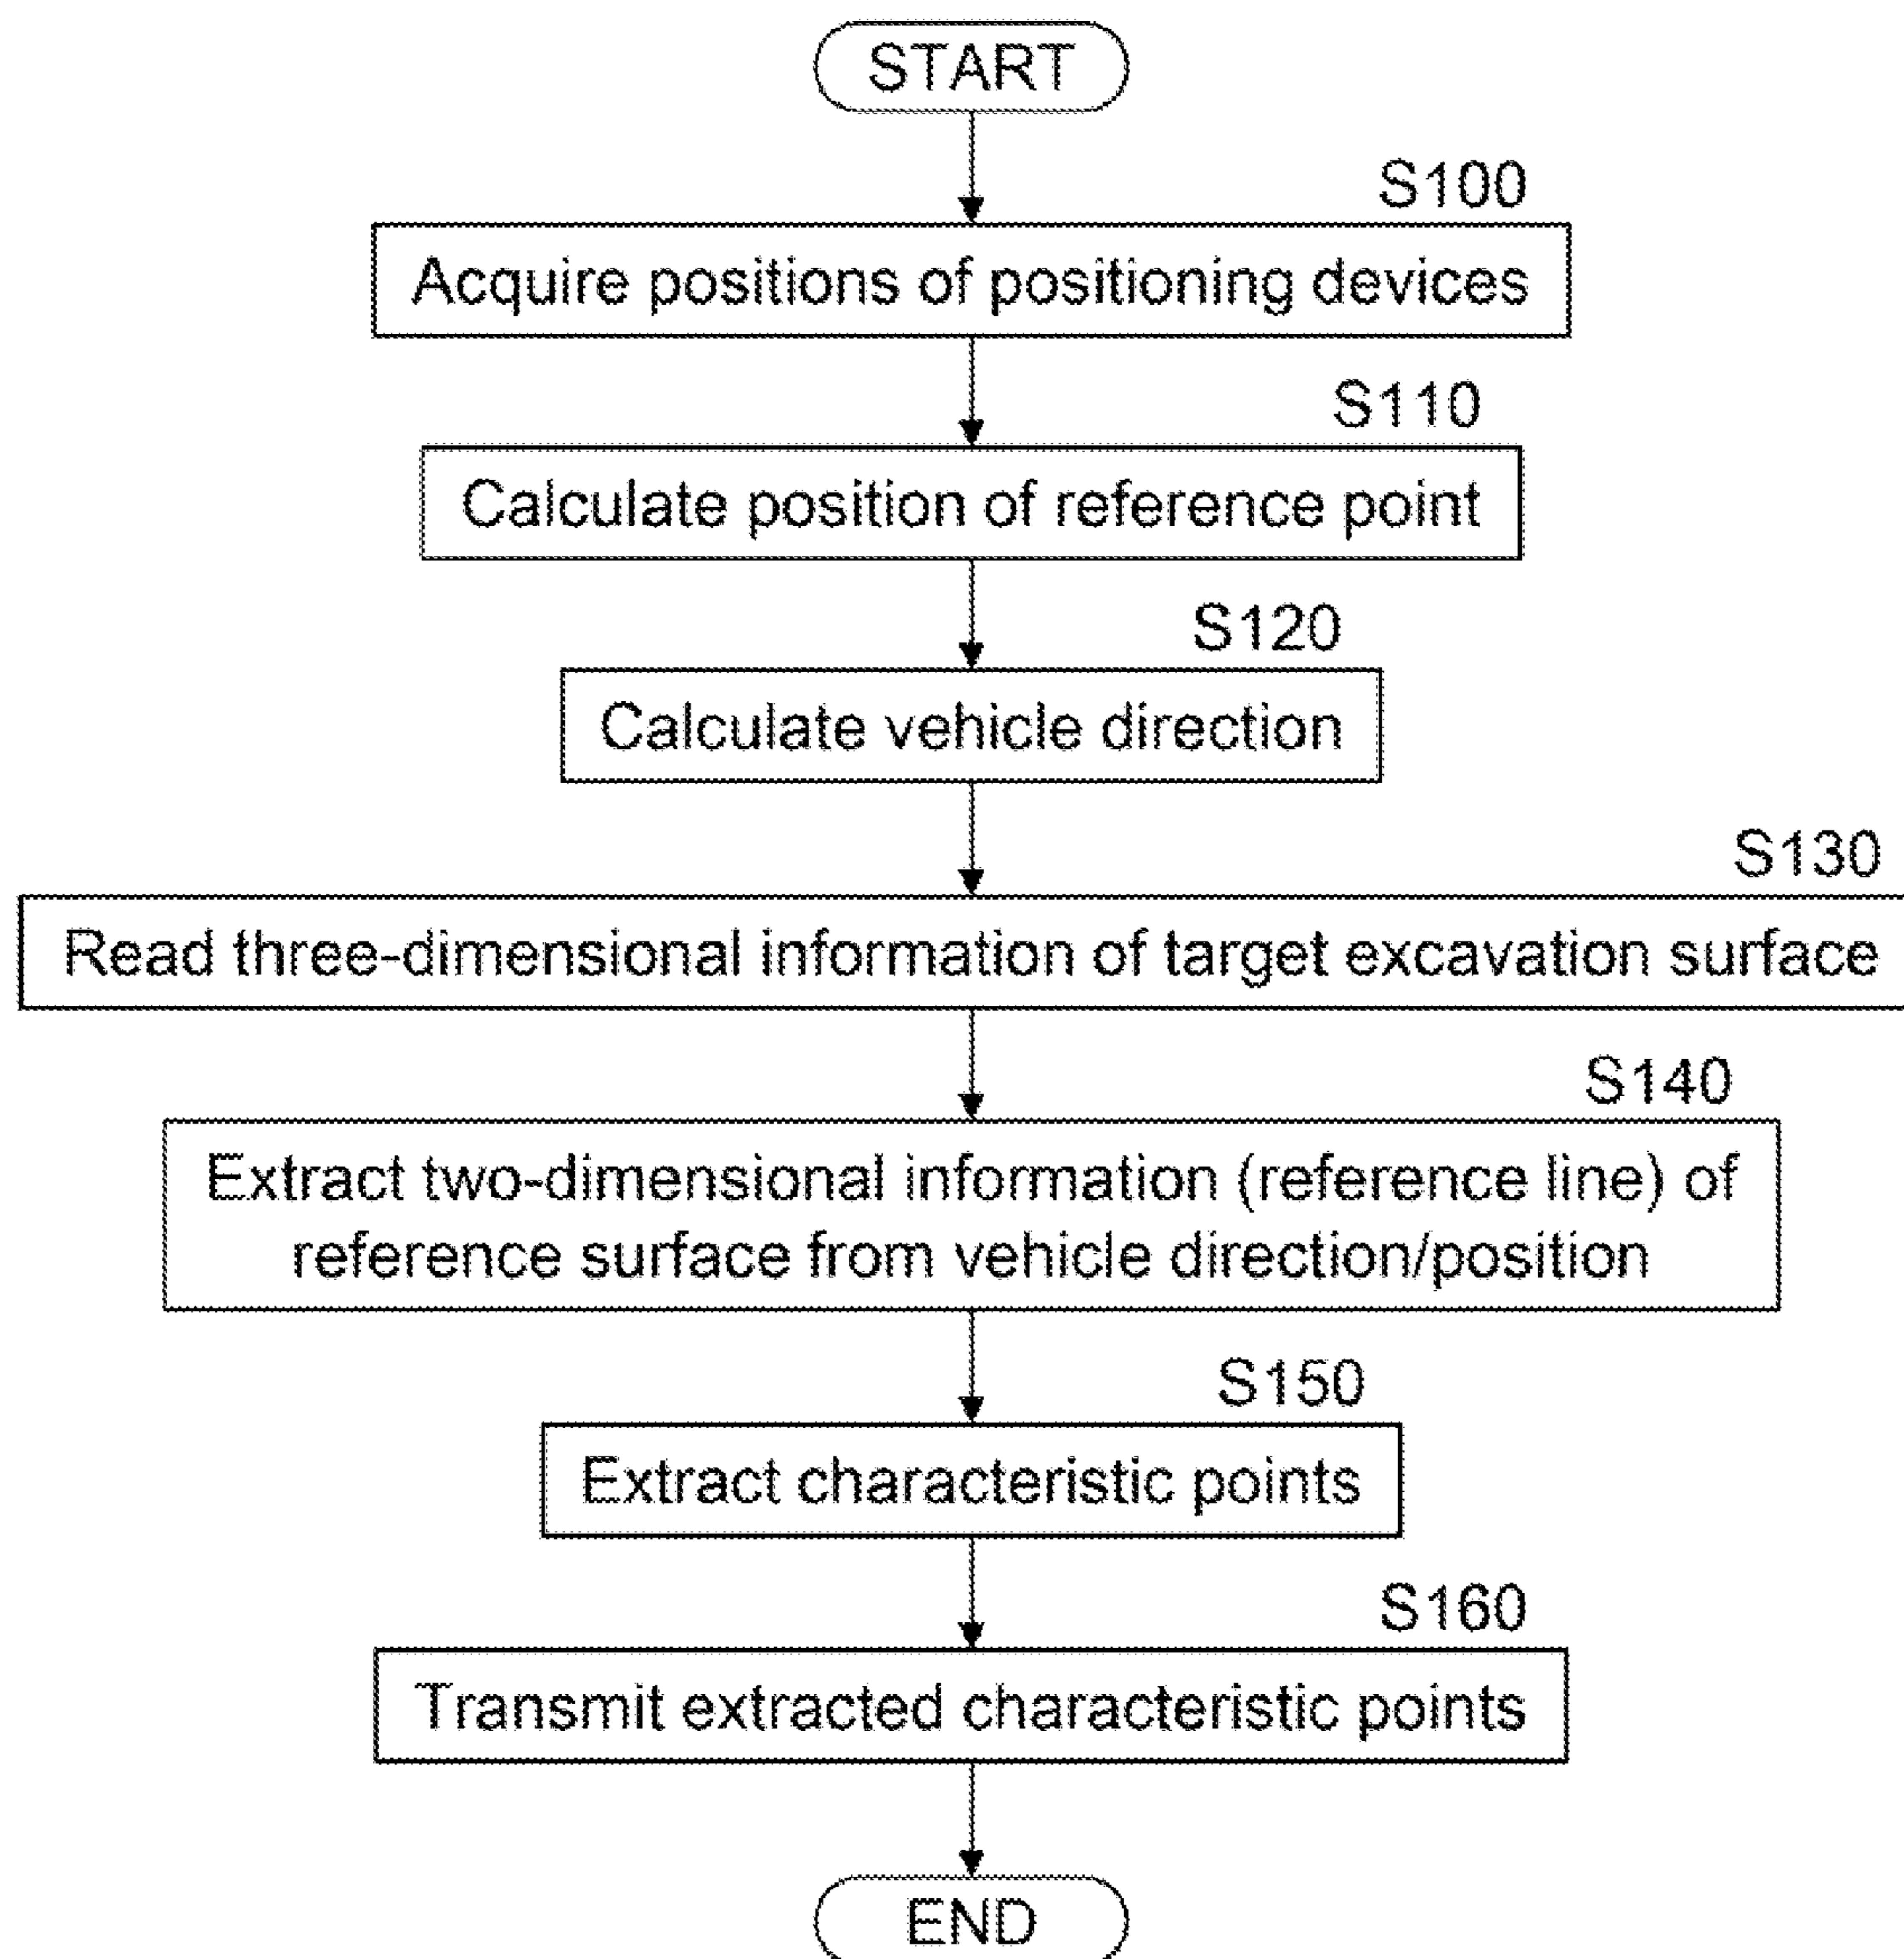 START
S100
Acquire positions of positioning devices
S110
Calculate position of reference point
S120
Calculate vehicle direction
S130
Read three-dimensional information of target excavation surface
S140
Extract two-dimensional information (reference line) of
reference surface from vehicle direction/position
S150
Extract characteristic points
S160
Transmit extracted characteristic points
END